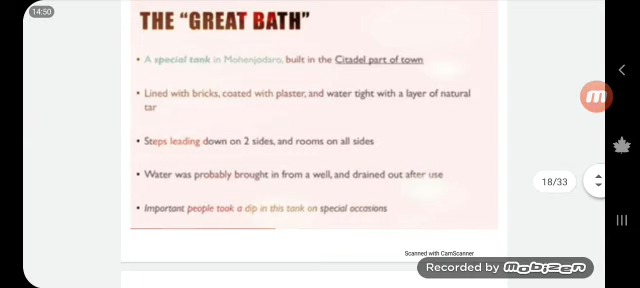 14:50
THE "GREAT BATH"
• A special tank in Mohenjodaro, built in the Citadel part of town
• Lined with bricks, coated with plaster, and water tight with a layer of natural
tar
• Steps leading down on 2 sides, and rooms on all sides
18/33
• Water was probably brought in from a well, and drained out after use
• Important people took a dip in this tank on special occasions
Scanned with CamScanner
Recorded by mobizen